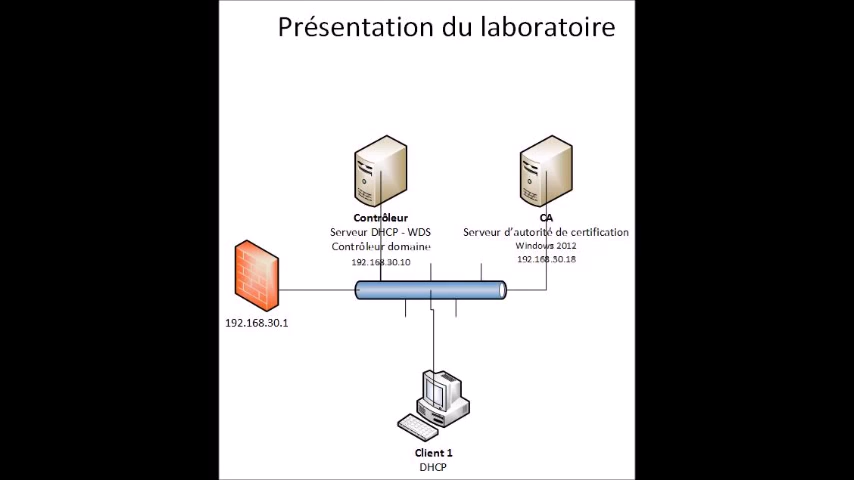 Présentation du laboratoire
Contrôleur
Serveur DHCP - WDS
Contrôleur domaine
192.168.30.10
CA
Serveur d'autorité de certification
Windows 2012
192.168.30.18
192.168.30.1
Client 1
DHCP